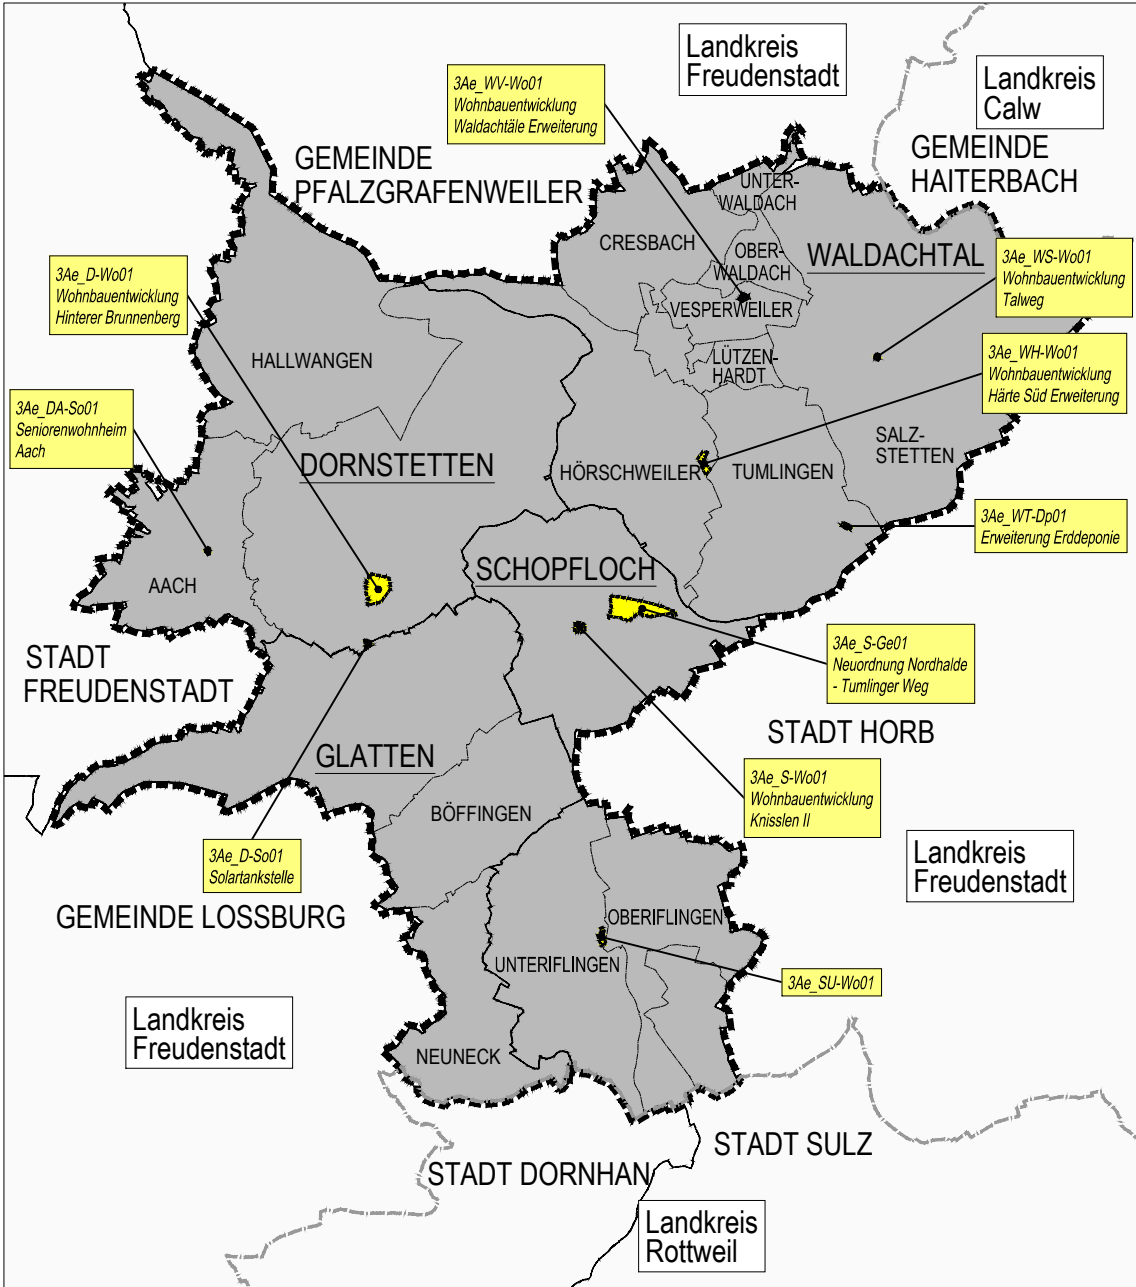 Landkreis
Freudenstadt
Landkreis
Calw
3Ae_WV-Wo01
Wohnbauentwicklung
Waldachtäle Erweiterung
GEMEINDE
PFALZGRAFENWEILER
GEMEINDE
HAITERBACH
UNTER-
WALDACH
CRESBACH
OBER-
WALDACH
WALDACHTAL
3Ae_WS-Wo01
Wohnbauentwicklung
Talweg
3Ae_D-Wo01
Wohnbauentwicklung
Hinterer Brunnenberg
VESPERWEILER
HALLWANGEN
LÜTZEN-
HARDT
3Ae_WH-Wo01
Wohnbauentwicklung
Härte Süd Erweiterung
3Ae_DA-So01
Seniorenwohnheim
Aach
SALZ-
STETTEN
DORNSTETTEN
HÖRSCHWEILER
TUMLINGEN
3Ae_WT-Dp01
Erweiterung Erddeponie
SCHOPFLOCH
AACH
3Ae_S-Ge01
Neuordnung Nordhalde
- Tumlinger Weg
STADT
FREUDENSTADT
STADT HORB
GLATTEN
3Ae_S-Wo01
Wohnbauentwicklung
Knisslen II
BÖFFINGEN
3Ae_D-So01
Solartankstelle
Landkreis
Freudenstadt
GEMEINDE LOSSBURG
OBERIFLINGEN
UNTERIFLINGEN
3Ae_SU-Wo01
Landkreis
Freudenstadt
NEUNECK
STADT SULZ
STADT DORNHAN
Landkreis
Rottweil